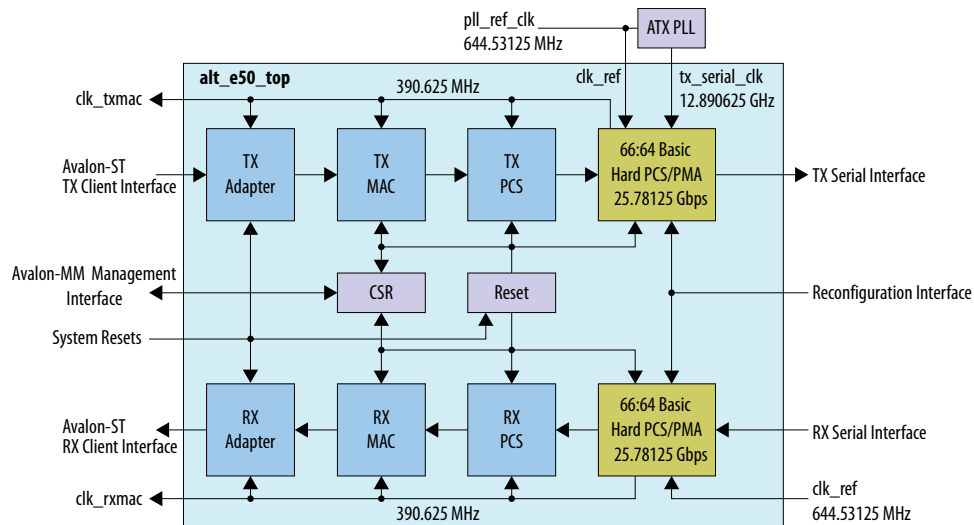 pll_ref_clk
644.53125 MHz
ATX PLL
alt_e50_top
390.625 MHz
clk_ref
tx_serial_clk
12.890625 GHz
clk_txmac
Avalon-ST
TX Client Interface
TX
Adapter
TX
MAC
TX
PCS
66:64 Basic
Hard PCS/PMA
25.78125 Gbps
TX Serial Interface
Avalon-MM Management
Interface
CSR
Reset
Reconfiguration Interface
System Resets
Avalon-ST
RX Client Interface
RX
Adapter
RX
MAC
RX
PCS
66:64 Basic
Hard PCS/PMA
25.78125 Gbps
RX Serial Interface
clk_rxmac
390.625 MHz
clk_ref
644.53125 MHz